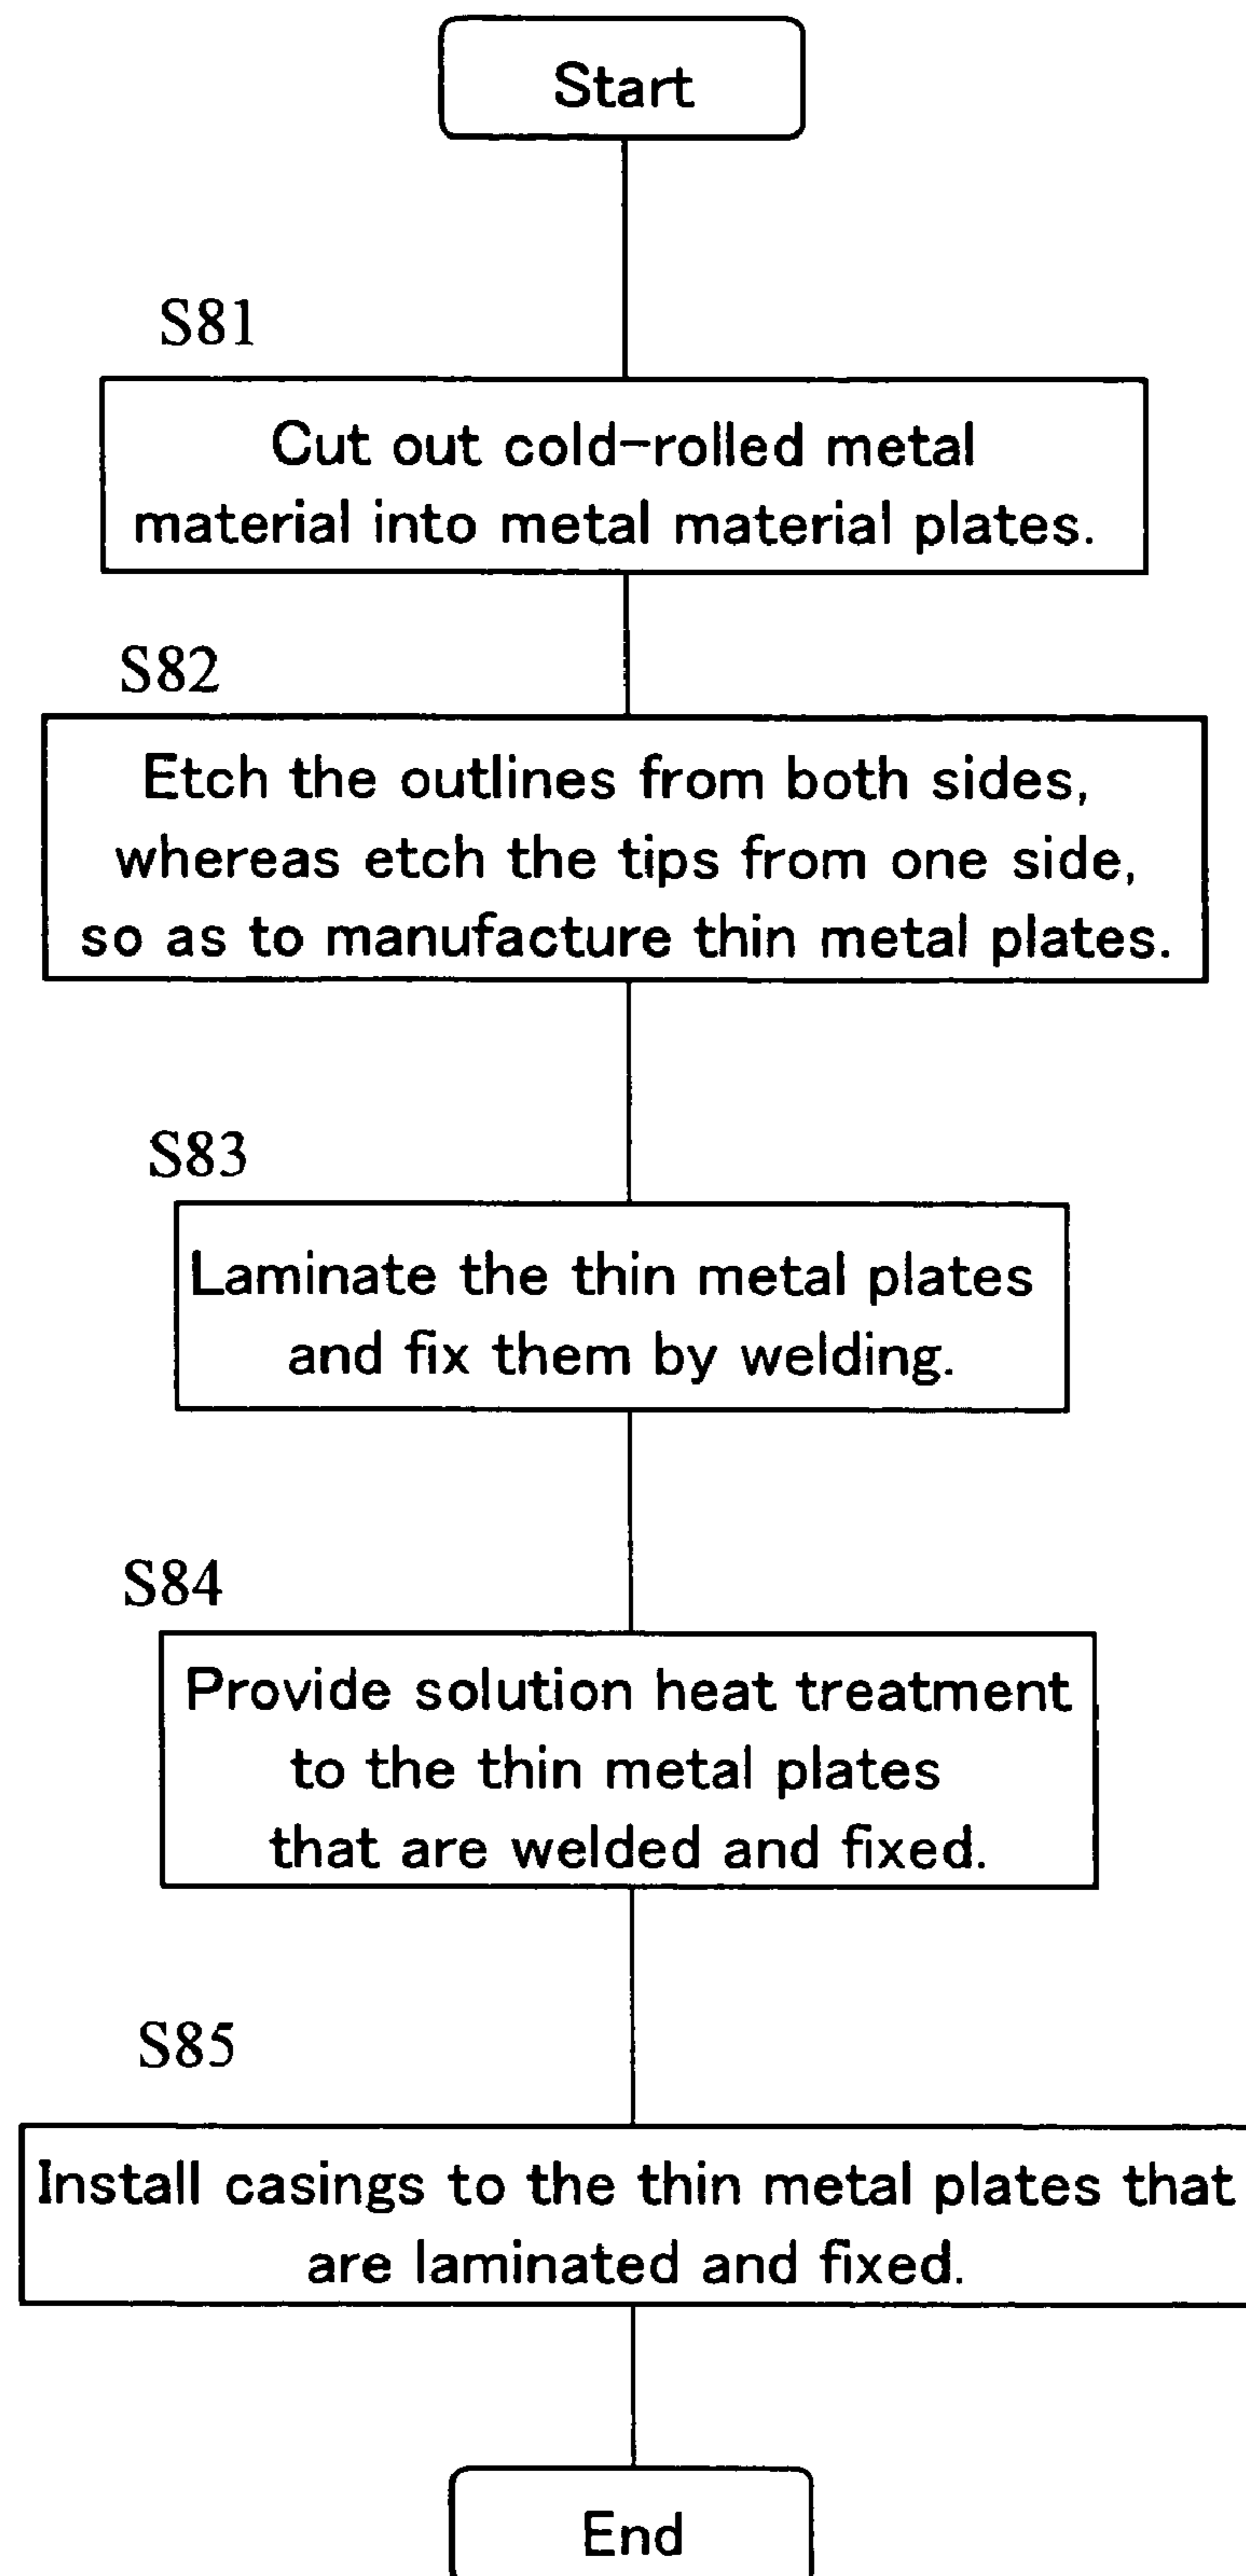 Start
S81
Cut out cold-rolled metal
material into metal material plates.
S82
Etch the outlines from both sides,
whereas etch the tips from one side,
so as to manufacture thin metal plates.
S83
Laminate the thin metal plates
and fix them by welding.
S84
Provide solution heat treatment
to the thin metal plates
that are welded and fixed.
S85
Install casings to the thin metal plates that
are laminated and fixed.
End